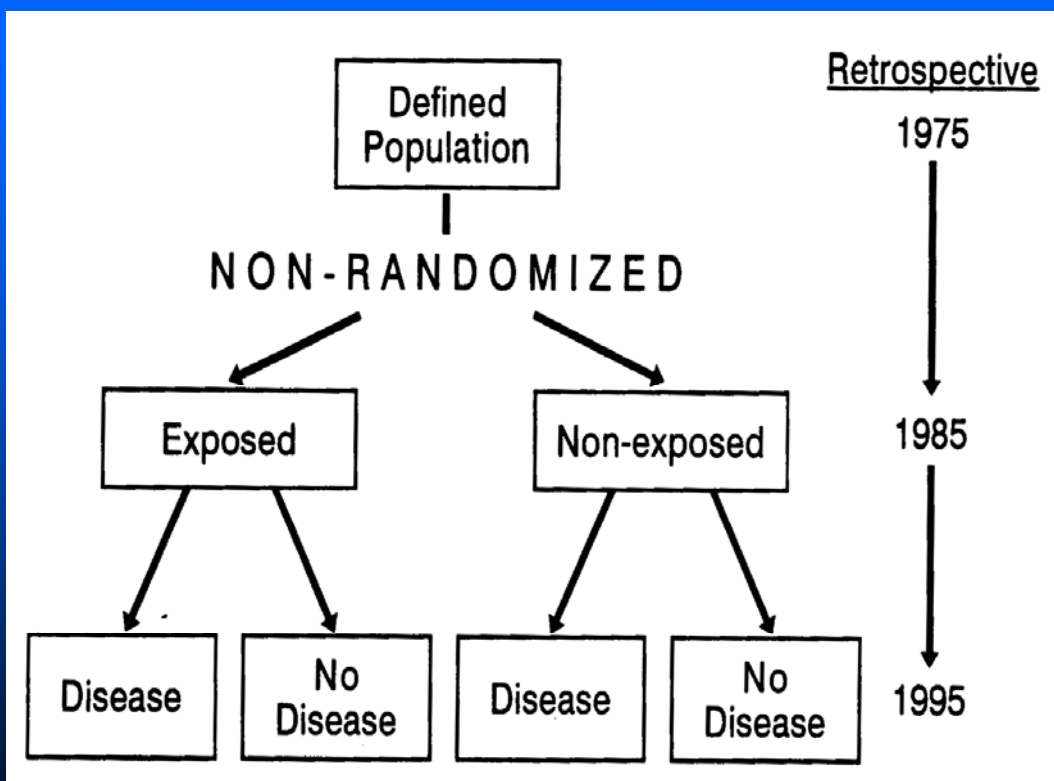 Retrospective
Defined
Population
1975
NON-RANDOMIZED
Exposed
Non-exposed
1985
Disease
No
Disease
Disease
No
Disease
1995